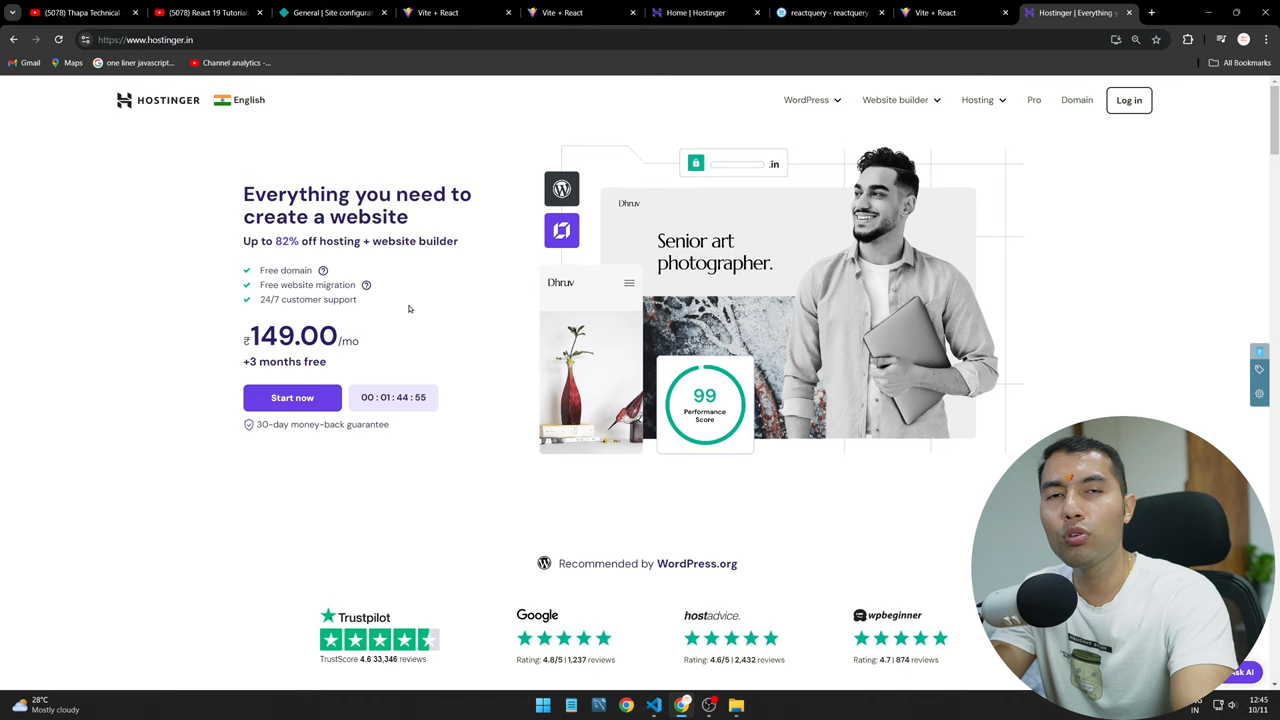 (5078) Thapa Technical
(5078) React 19 Tutorial
General | Site configurat
Vite + React
Vite + React
Home | Hostinger
reactquery - reactquery
Vite + React
Hostinger | Everything y
https://www.hostinger.in
Gmail
Maps
one liner javascript...
Channel analytics -...
All Bookmarks
HOSTINGER
English
WordPress
Website builder
Hosting
Pro
Domain
Log in
Everything you need to
create a website
Up to 82% off hosting + website builder
Free domain
Free website migration
24/7 customer support
₹149.00/mo
+3 months free
Start now
00 : 01 : 44 : 55
30-day money-back guarantee
.in
Dhruv
Senior art
photographer.
Dhruv
99
Performance
Score
Recommended by WordPress.org
Trustpilot
TrustScore 4.6 33,346 reviews
Google
Rating: 4.8/5 | 1,237 reviews
hostadvice.
Rating: 4.6/5 | 2,432 reviews
wpbeginner
Rating: 4.7 | 874 reviews
Ask AI
28°C
Mostly cloudy
IN
12:45
10/11